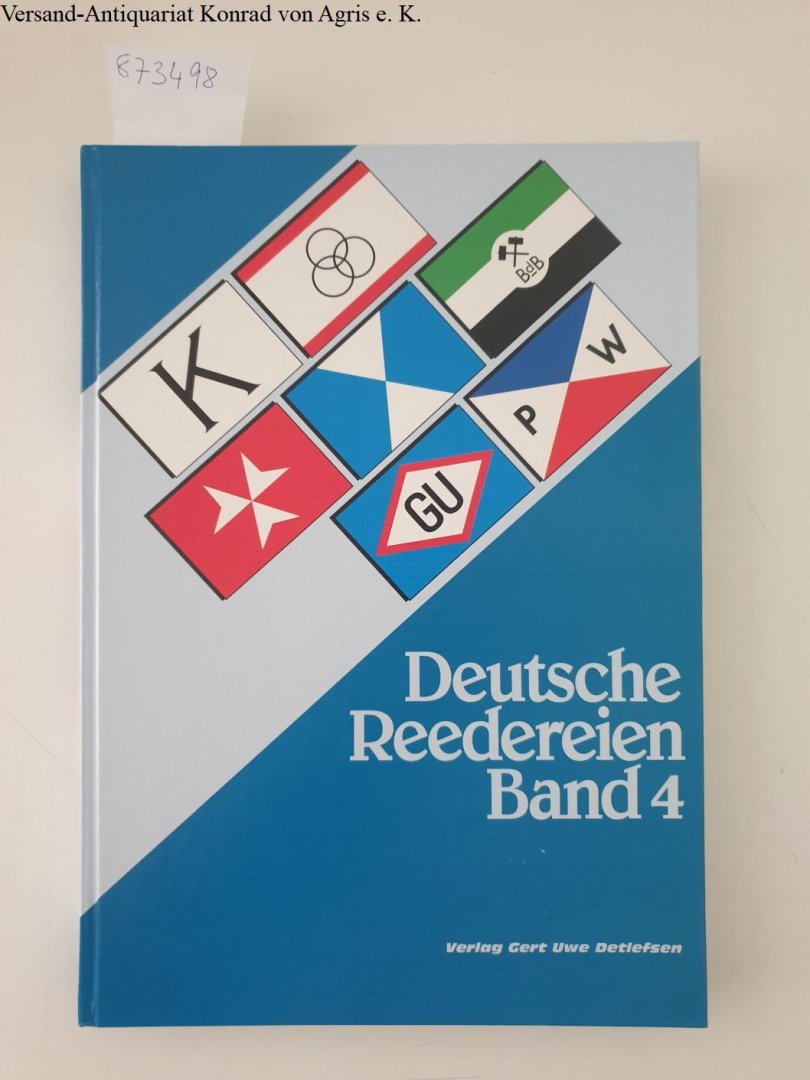 Versand-Antiquariat Konrad von Agris e. K.
873498
BdB
K
W
P
GU
Deutsche
Reedereien
Band 4
Verlag Gert Uwe Detlefsen